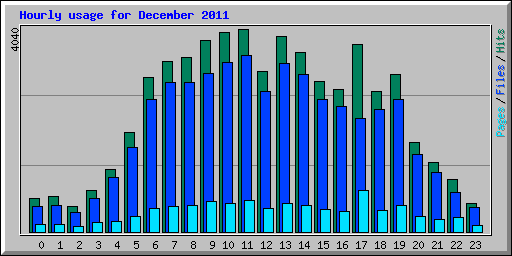 Hourly usage for December 2011
4040
Pages/Files/Hits
0 1 2 3 4 5 6 7 8 9 10 11 12 13 14 15 16 17 18 19 20 21 22 23